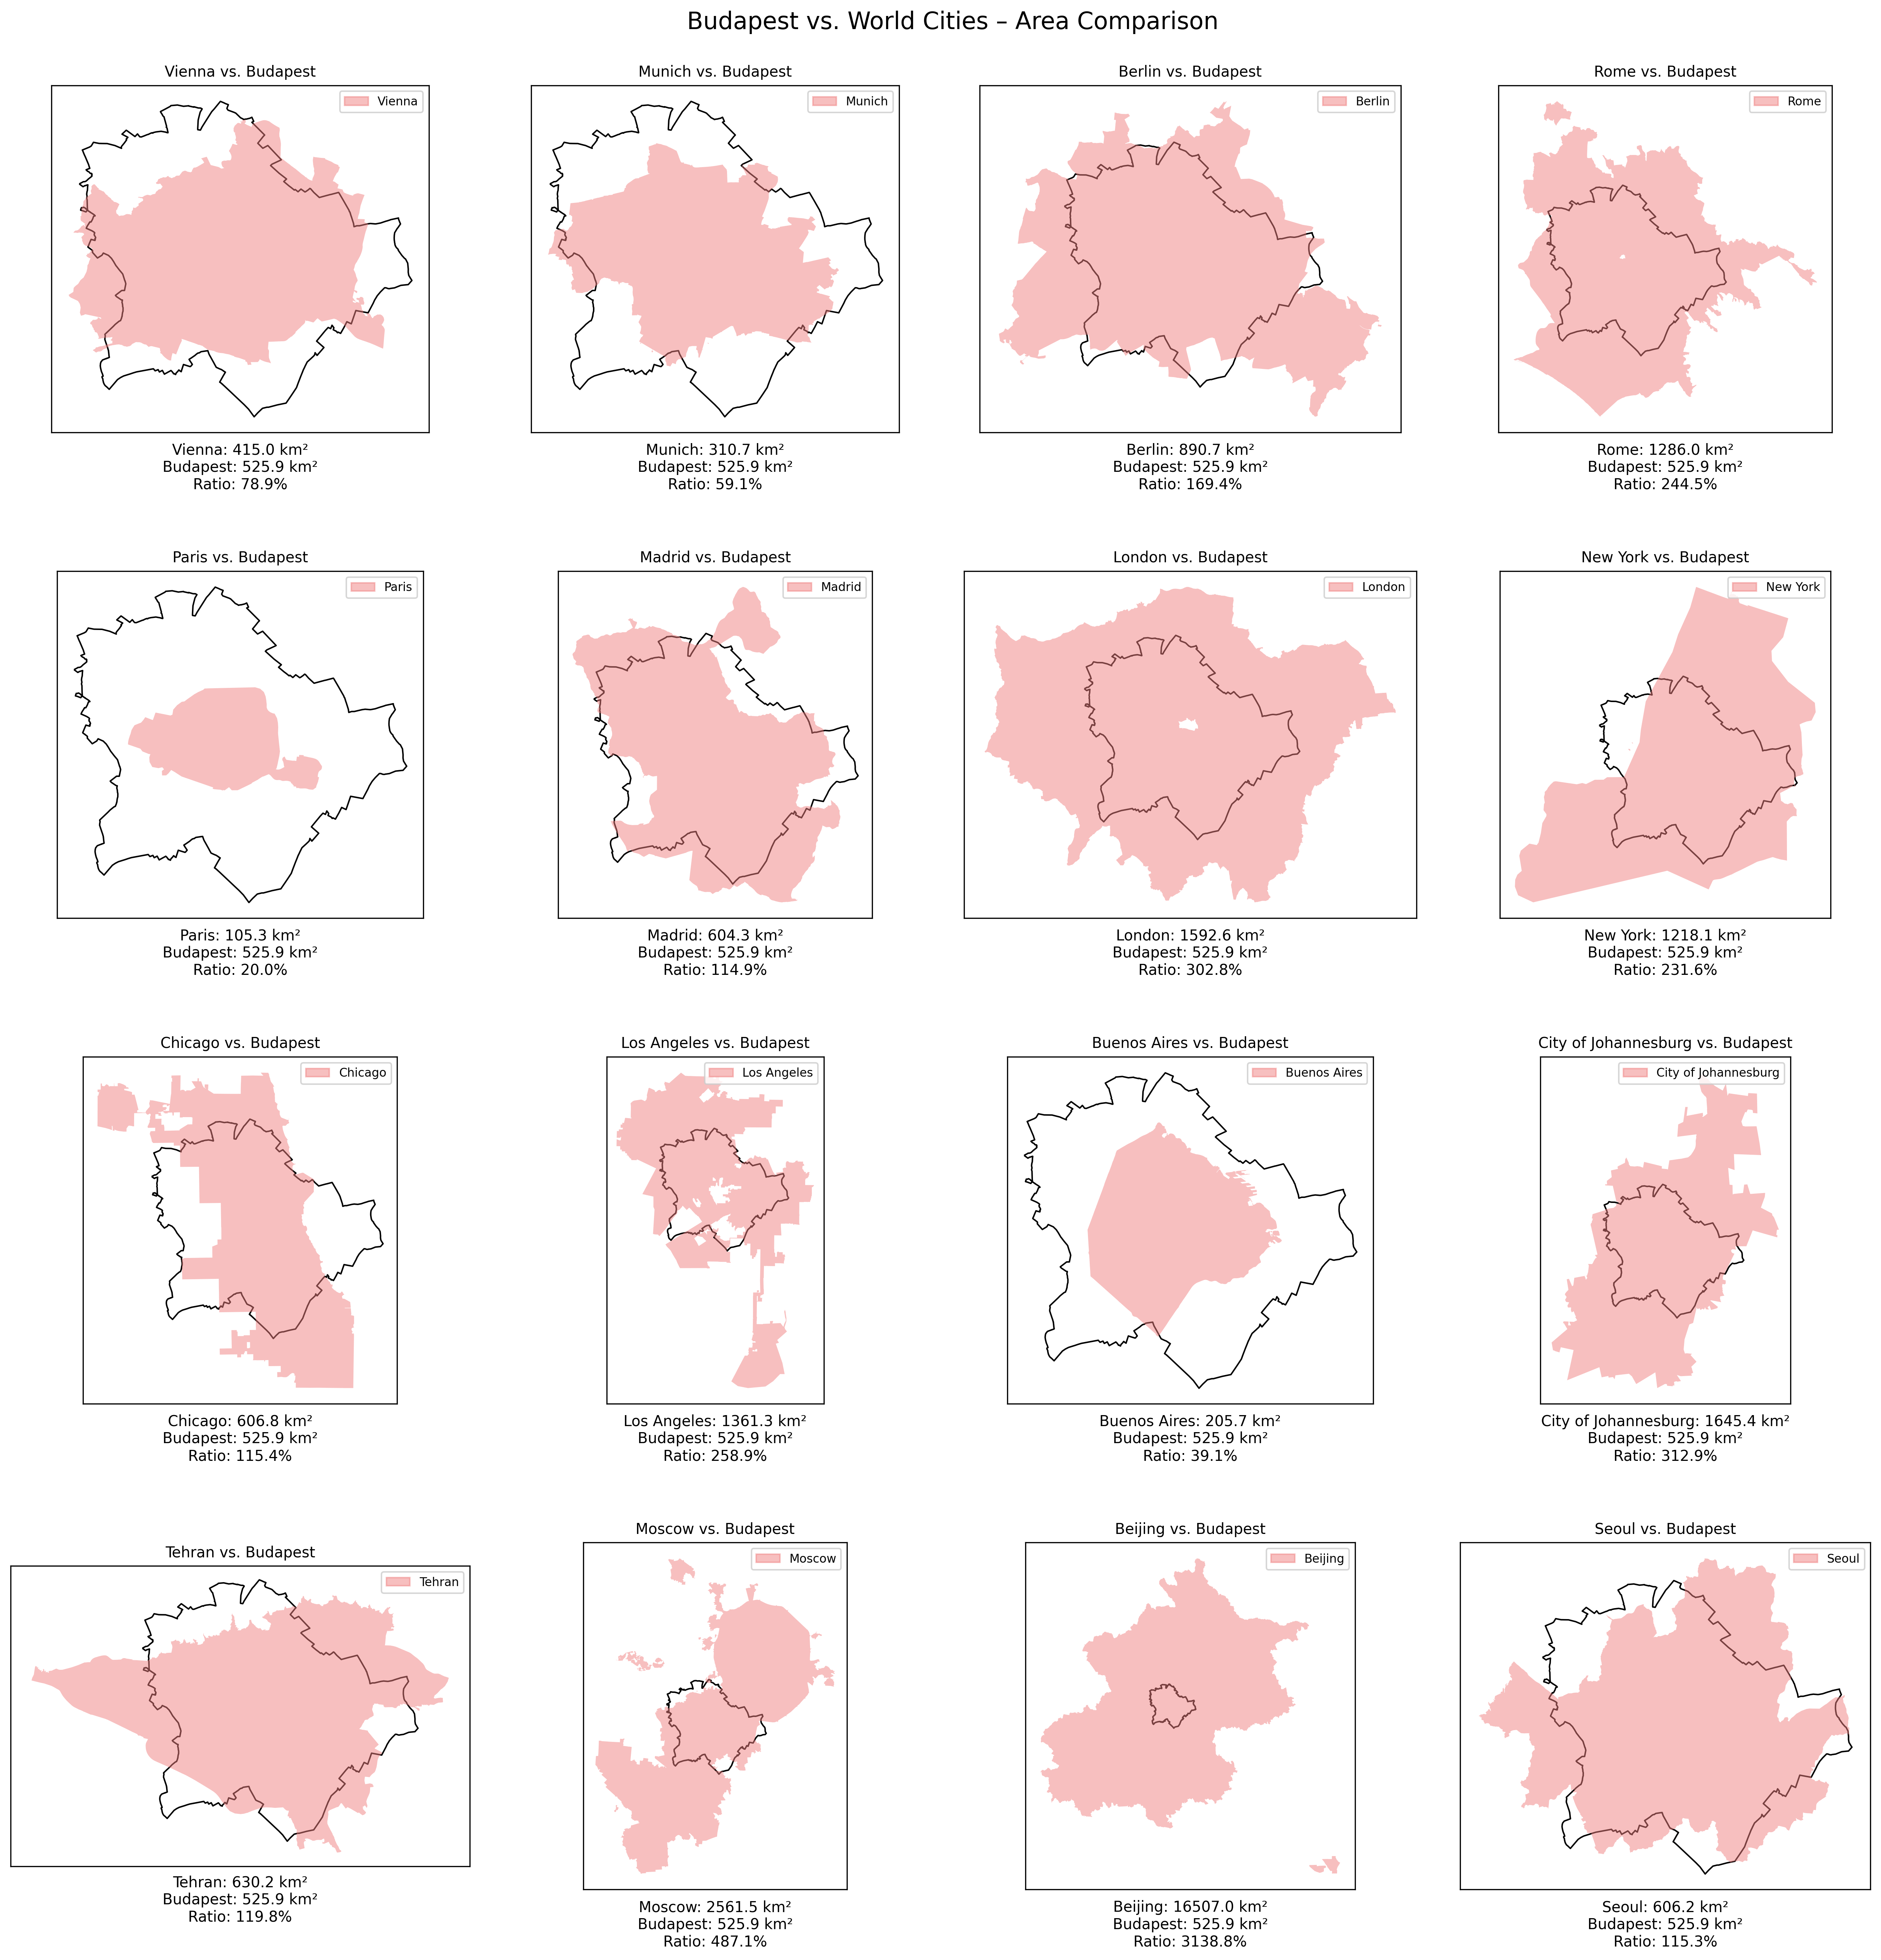 Budapest vs. World Cities – Area Comparison
Vienna vs. Budapest
Vienna
Vienna: 415.0 km²
Budapest: 525.9 km²
Ratio: 78.9%
Munich vs. Budapest
Munich
Munich: 310.7 km²
Budapest: 525.9 km²
Ratio: 59.1%
Berlin vs. Budapest
Berlin
Berlin: 890.7 km²
Budapest: 525.9 km²
Ratio: 169.4%
Rome vs. Budapest
Rome
Rome: 1286.0 km²
Budapest: 525.9 km²
Ratio: 244.5%
Paris vs. Budapest
Paris
Paris: 105.3 km²
Budapest: 525.9 km²
Ratio: 20.0%
Madrid vs. Budapest
Madrid
Madrid: 604.3 km²
Budapest: 525.9 km²
Ratio: 114.9%
London vs. Budapest
London
London: 1592.6 km²
Budapest: 525.9 km²
Ratio: 302.8%
New York vs. Budapest
New York
New York: 1218.1 km²
Budapest: 525.9 km²
Ratio: 231.6%
Chicago vs. Budapest
Chicago
Chicago: 606.8 km²
Budapest: 525.9 km²
Ratio: 115.4%
Los Angeles vs. Budapest
Los Angeles
Los Angeles: 1361.3 km²
Budapest: 525.9 km²
Ratio: 258.9%
Buenos Aires vs. Budapest
Buenos Aires
Buenos Aires: 205.7 km²
Budapest: 525.9 km²
Ratio: 39.1%
City of Johannesburg vs. Budapest
City of Johannesburg
City of Johannesburg: 1645.4 km²
Budapest: 525.9 km²
Ratio: 312.9%
Tehran vs. Budapest
Tehran
Tehran: 630.2 km²
Budapest: 525.9 km²
Ratio: 119.8%
Moscow vs. Budapest
Moscow
Moscow: 2561.5 km²
Budapest: 525.9 km²
Ratio: 487.1%
Beijing vs. Budapest
Beijing
Beijing: 16507.0 km²
Budapest: 525.9 km²
Ratio: 3138.8%
Seoul vs. Budapest
Seoul
Seoul: 606.2 km²
Budapest: 525.9 km²
Ratio: 115.3%